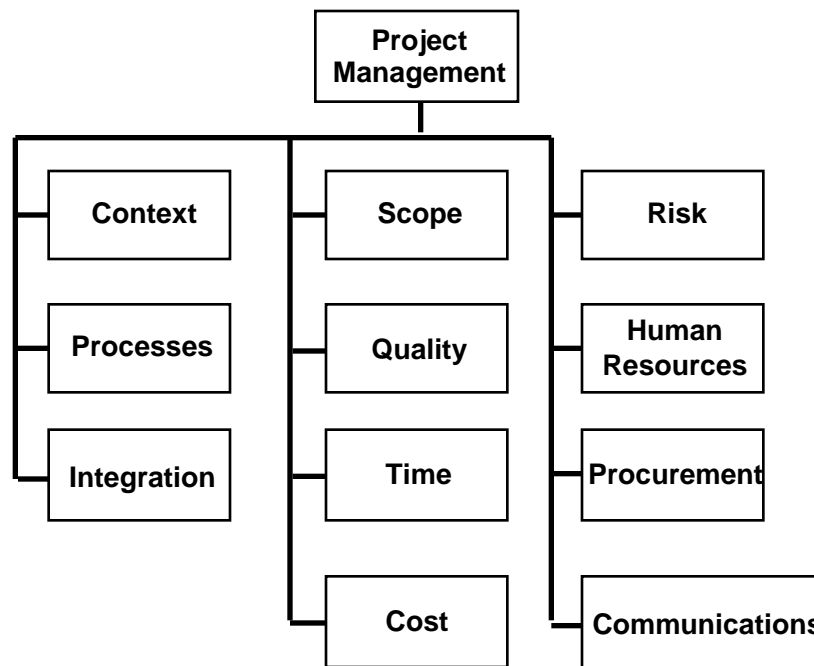 Project
Management
Context
Scope
Risk
Processes
Quality
Human
Resources
Integration
Time
Procurement
Cost
Communications